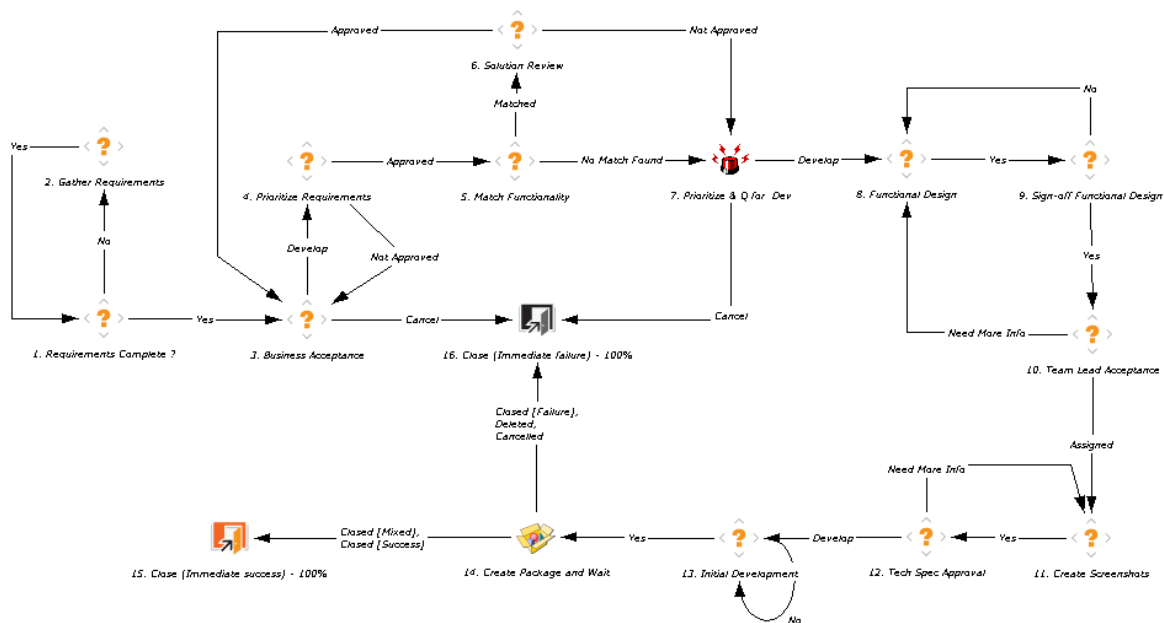 Approved
Not Approved
6. Solution Review
No
Matched
Yes
2. Gather Requirements
Approved
No Match Found
Develop
Yes
4. Prioritize Requirements
5. Match Functionality
7. Prioritize & Q for Dev
8. Functional Design
9. Sign-off Functional Design
No
Develop
Not Approved
Yes
Yes
Cancel
Cancel
Need More Info
1. Requirements Complete ?
3. Business Acceptance
16. Close (Immediate failure) - 100%
10. Team Lead Acceptance
Closed [Failure],
Deleted,
Cancelled
Assigned
Need More Info
Closed [Mixed],
Closed [Success]
Yes
Develop
Yes
15. Close (Immediate success) - 100%
14. Create Package and Wait
13. Initial Development
12. Tech Spec Approval
11. Create Screenshots
No